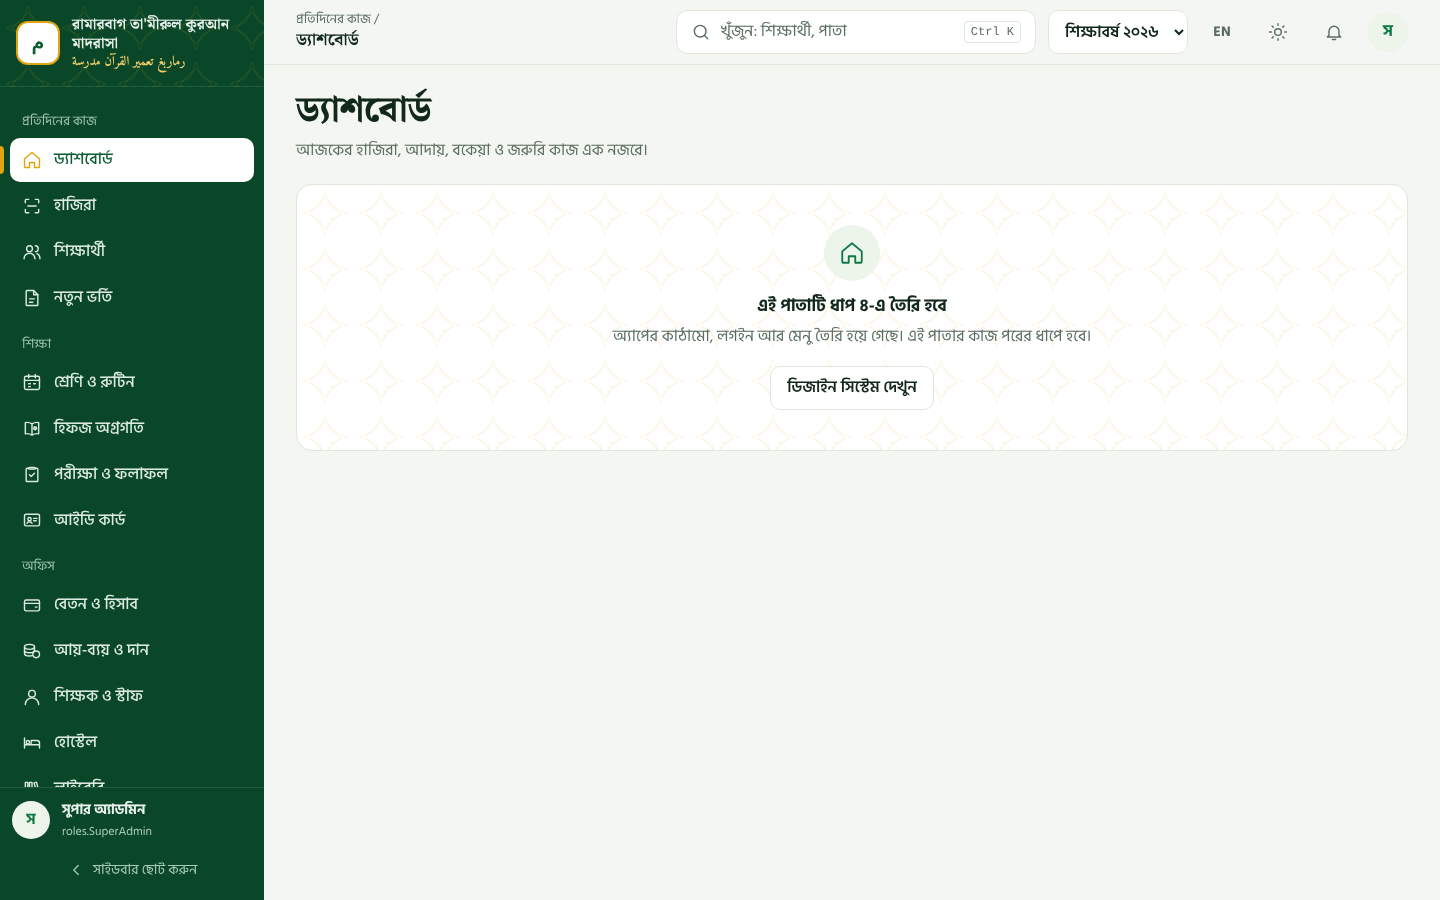 م
রামারবাগ তা'মীরুল কুরআন
মাদরাসা
رمارباغ تعمير القرآن مدرسة
প্রতিদিনের কাজ
ড্যাশবোর্ড
হাজিরা
শিক্ষার্থী
নতুন ভর্তি
শিক্ষা
শ্রেণি ও রুটিন
হিফজ অগ্রগতি
পরীক্ষা ও ফলাফল
আইডি কার্ড
অফিস
বেতন ও হিসাব
আয়-ব্যয় ও দান
শিক্ষক ও স্টাফ
হোস্টেল
স
সুপার অ্যাডমিন
roles.SuperAdmin
সাইডবার ছোট করুন
প্রতিদিনের কাজ /
ড্যাশবোর্ড
খুঁজুন: শিক্ষার্থী, পাতা
Ctrl K
শিক্ষাবর্ষ ২০২৬
EN
স
ড্যাশবোর্ড
আজকের হাজিরা, আদায়, বকেয়া ও জরুরি কাজ এক নজরে।
এই পাতাটি ধাপ ৪-এ তৈরি হবে
অ্যাপের কাঠামো, লগইন আর মেনু তৈরি হয়ে গেছে। এই পাতার কাজ পরের ধাপে হবে।
ডিজাইন সিস্টেম দেখুন